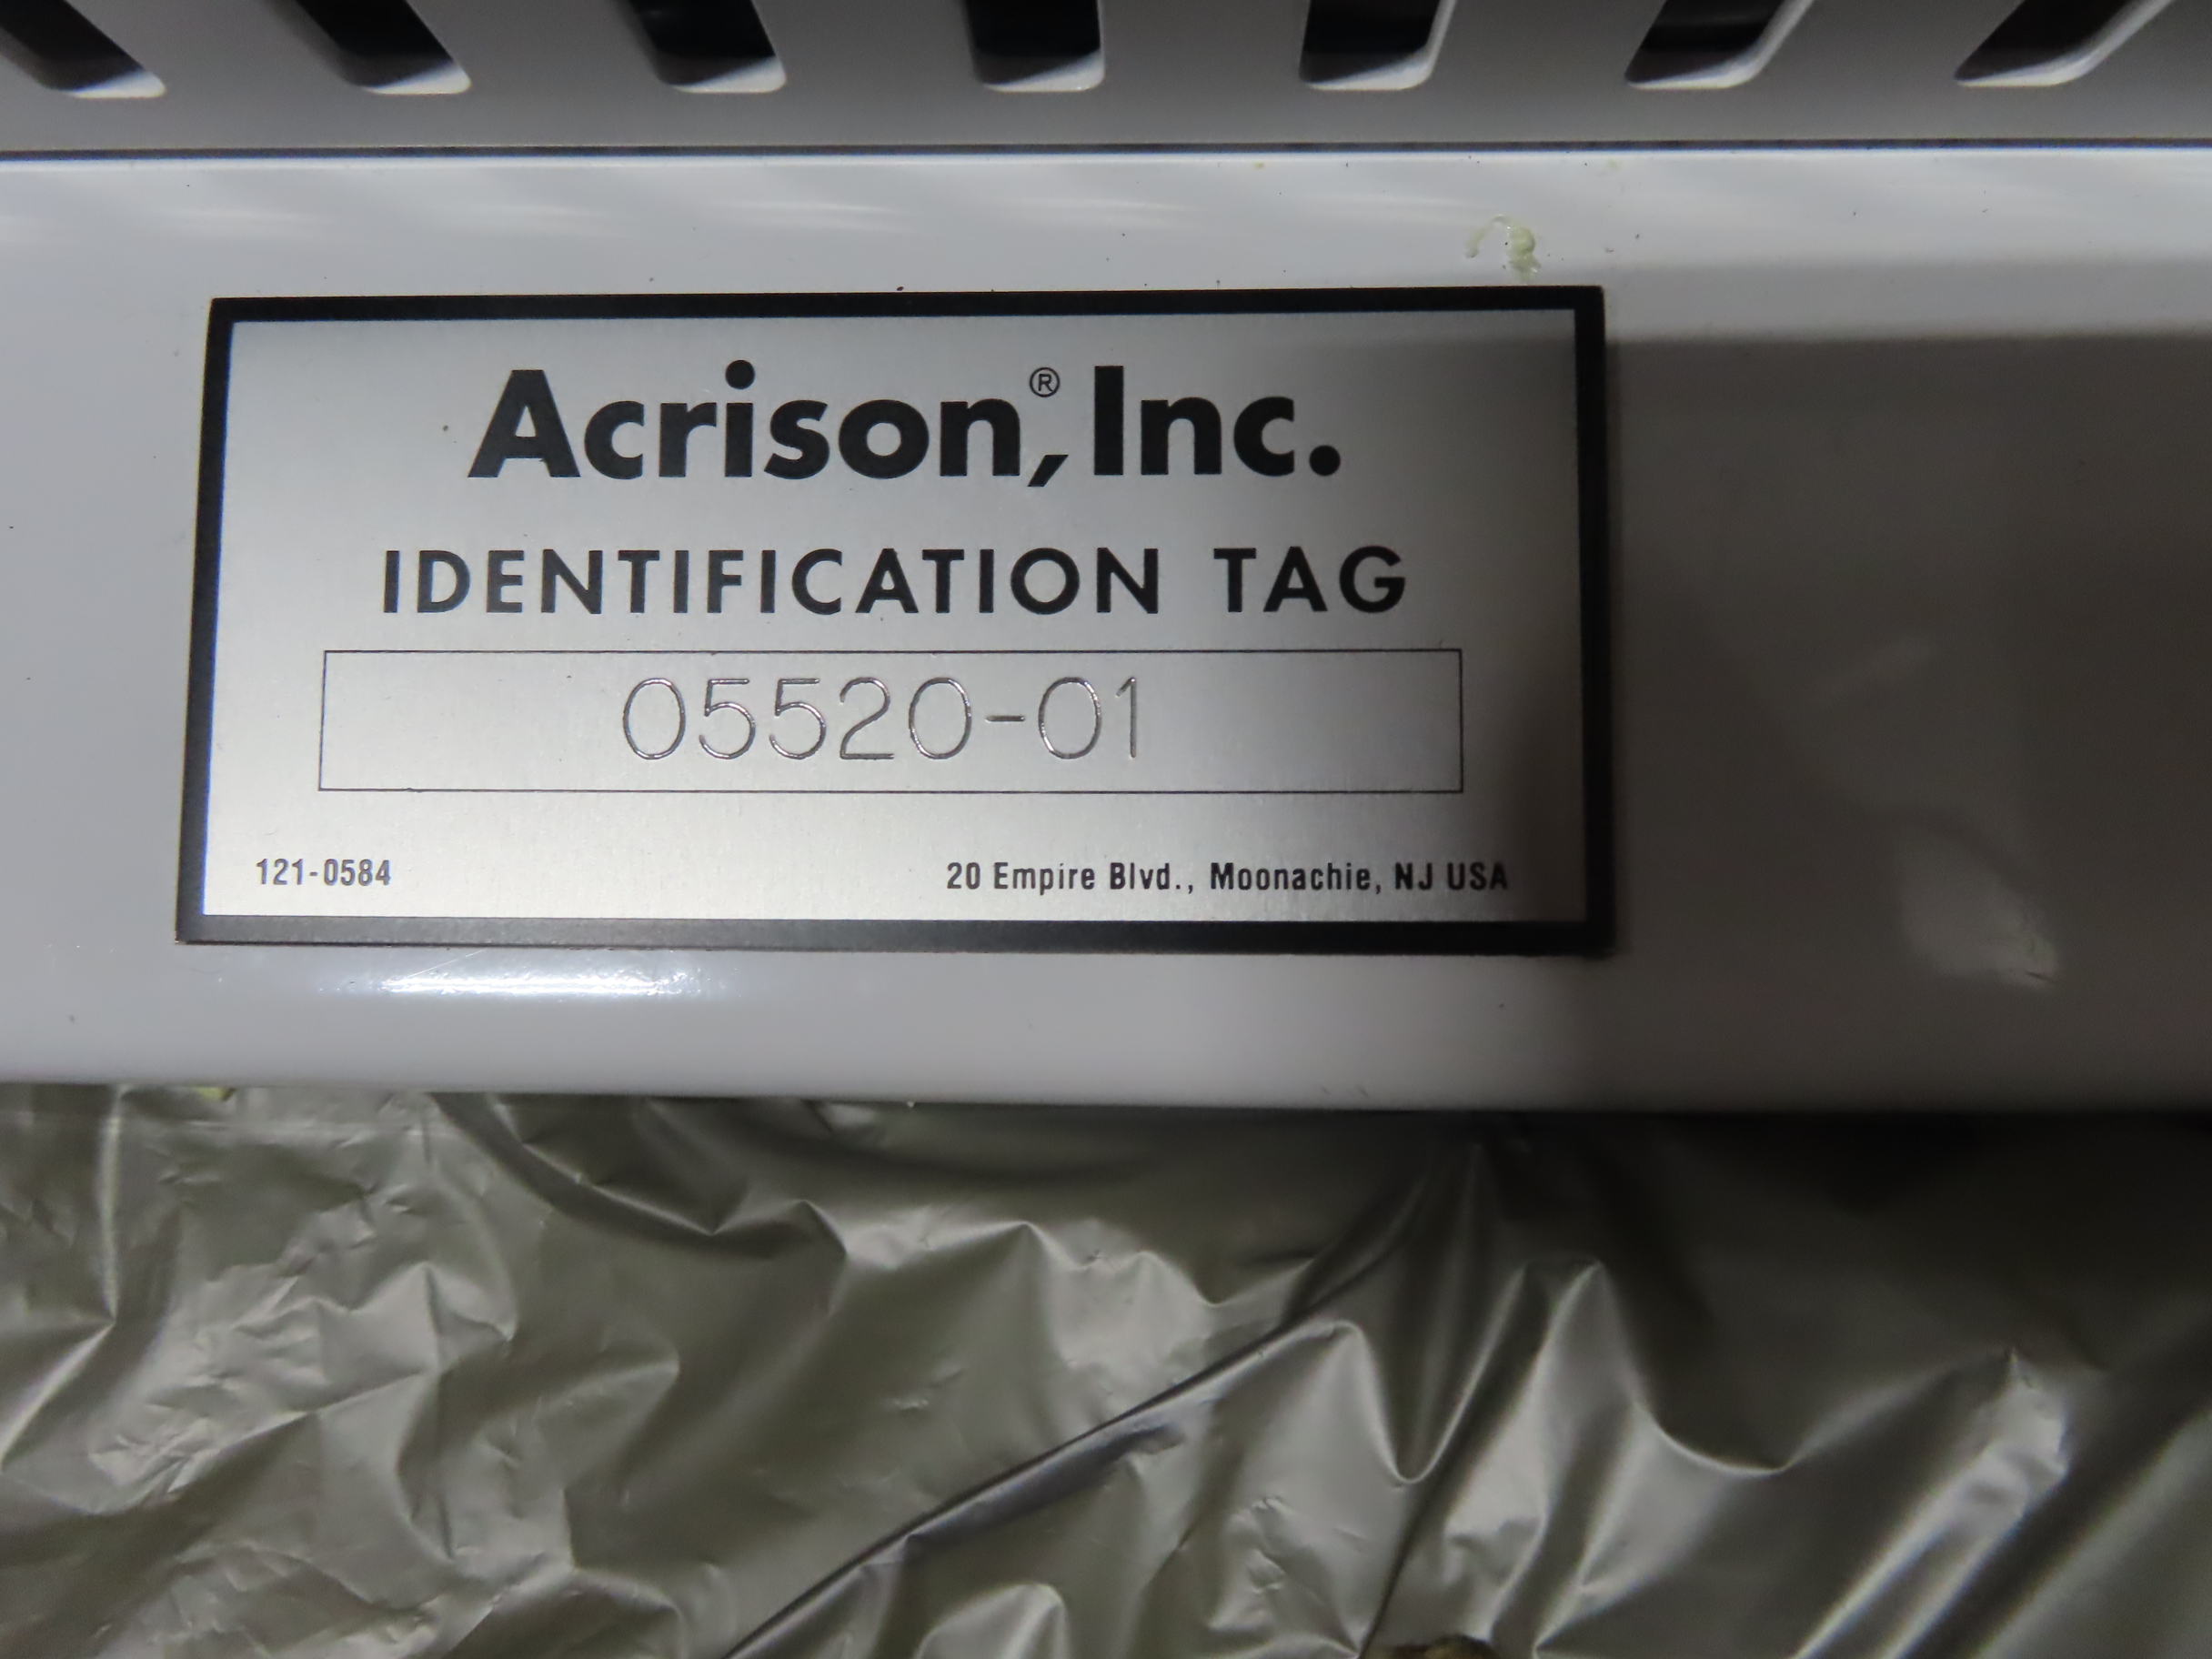 Acrison®, Inc.
IDENTIFICATION TAG
05520-01
121-0584 20 Empire Blvd., Moonachie, NJ USA